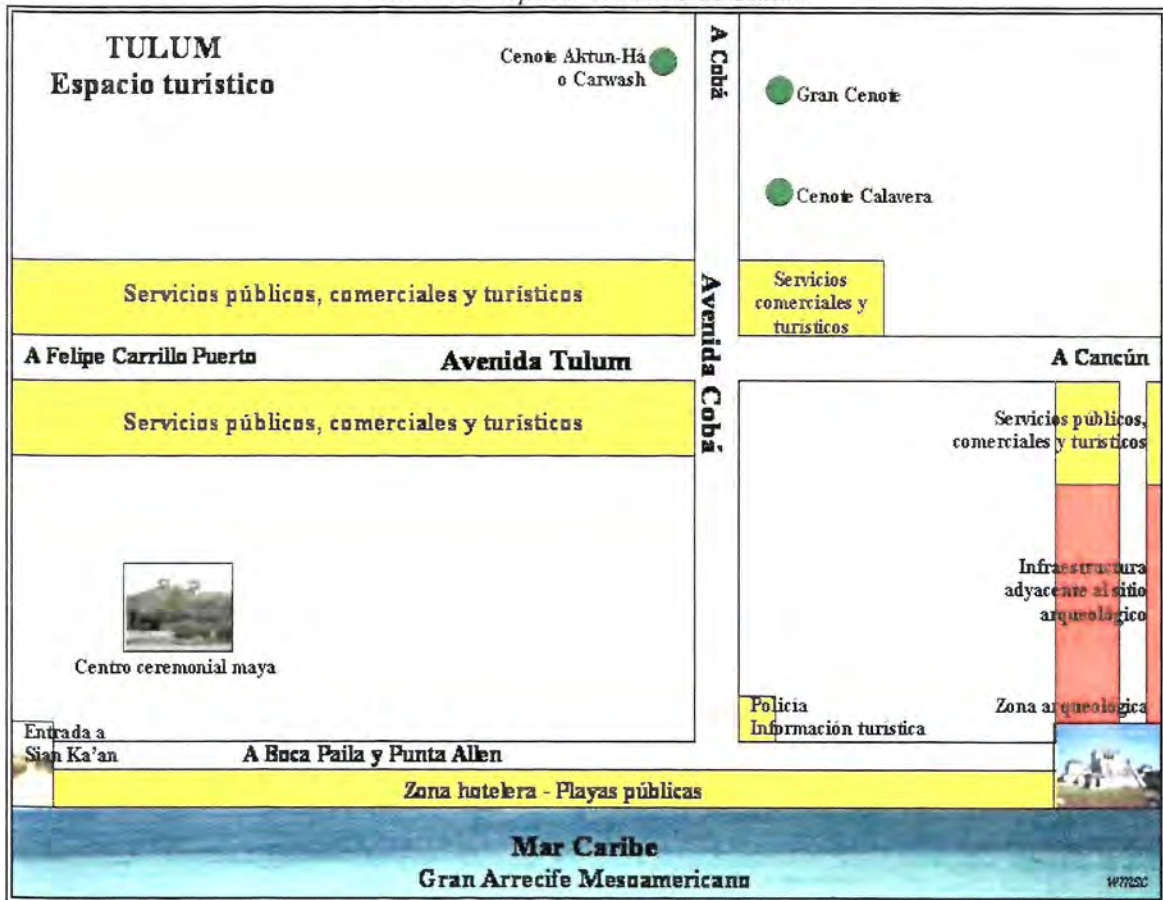 TULUM
Espacio turístico
Cenote Aktun-Há
o Carwash
A Cobá
Gran Cenote
Cenote Calavera
Servicios públicos, comerciales y turísticos
Avenida Cobá
Servicios
comerciales y
turísticos
A Felipe Carrillo Puerto
Avenida Tulum
A Cancún
Servicios públicos, comerciales y turísticos
Servicios públicos,
comerciales y turísticos
Infraestructura
adyacente al sitio
arqueológico
Centro ceremonial maya
Policía
Información turística
Zona arqueológica
Entrada a
Sian Ka'an
A Boca Paila y Punta Allen
Zona hotelera - Playas públicas
Mar Caribe
Gran Arrecife Mesoamericano
wmsc